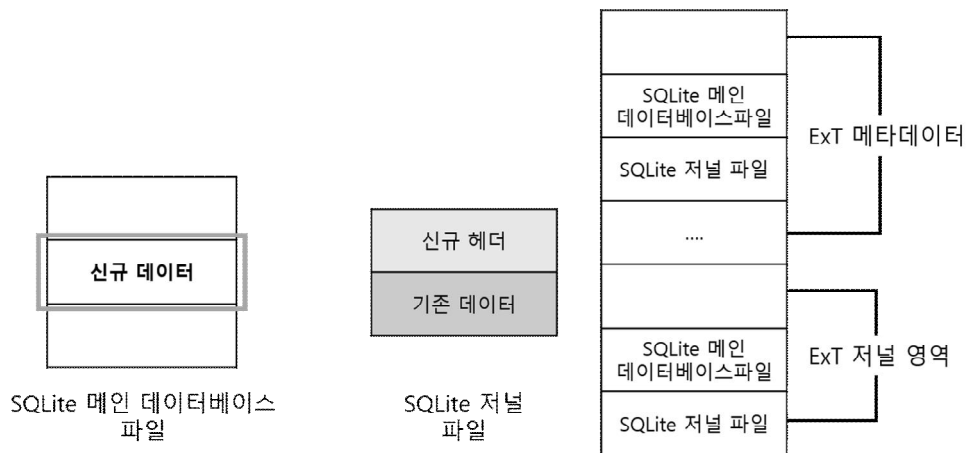 신규 데이터
SQLite 메인 데이터베이스
파일
신규 헤더
기존 데이터
SQLite 저널
파일
SQLite 메인
데이터베이스파일
SQLite 저널 파일
....
SQLite 메인
데이터베이스파일
SQLite 저널 파일
ExT 메타데이터
ExT 저널 영역